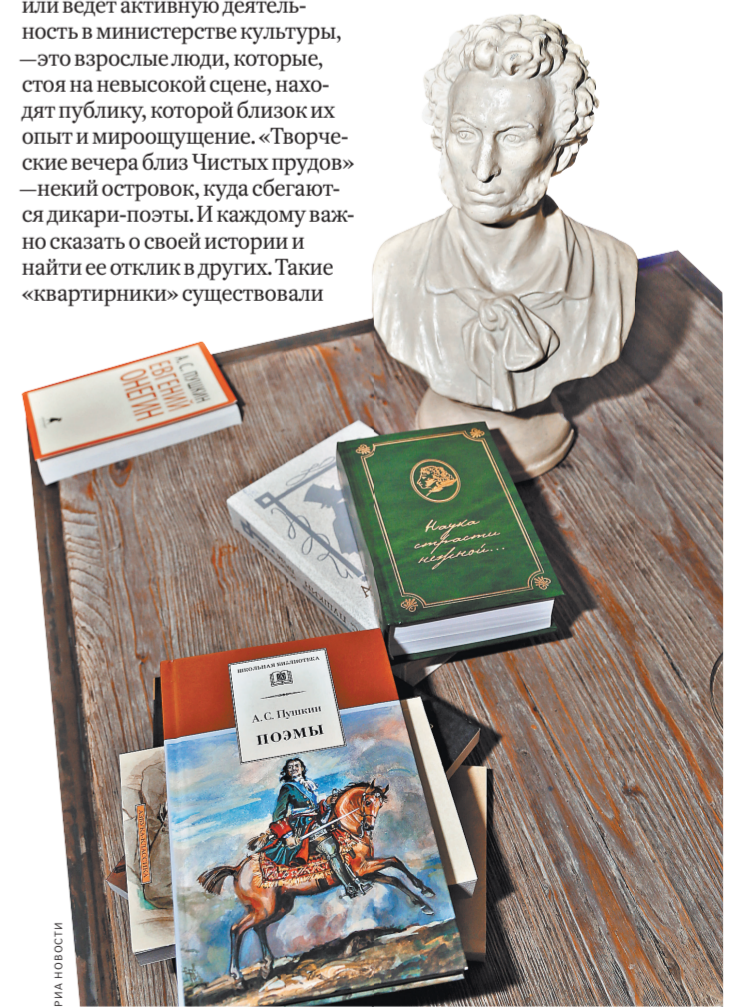 или ведет активную деятель-
ность в министерстве культуры,
—это взрослые люди, которые,
стоя на невысокой сцене, нахо-
дят публику, которой близок их
опыт и мироощущение. «Творче-
ские вечера близ Чистых прудов»
—некий островок, куда сбегают-
ся дикари-поэты. И каждому важ-
но сказать о своей истории и
найти ее отклик в других. Такие
«квартирники» существовали
А. С. ПУШКИН
ЕВГЕНИЙ
ОНЕГИН
Наука
страсти
нежной...
ШКОЛЬНАЯ БИБЛИОТЕКА
А. С. Пушкин
ПОЭМЫ
РИА НОВОСТИ